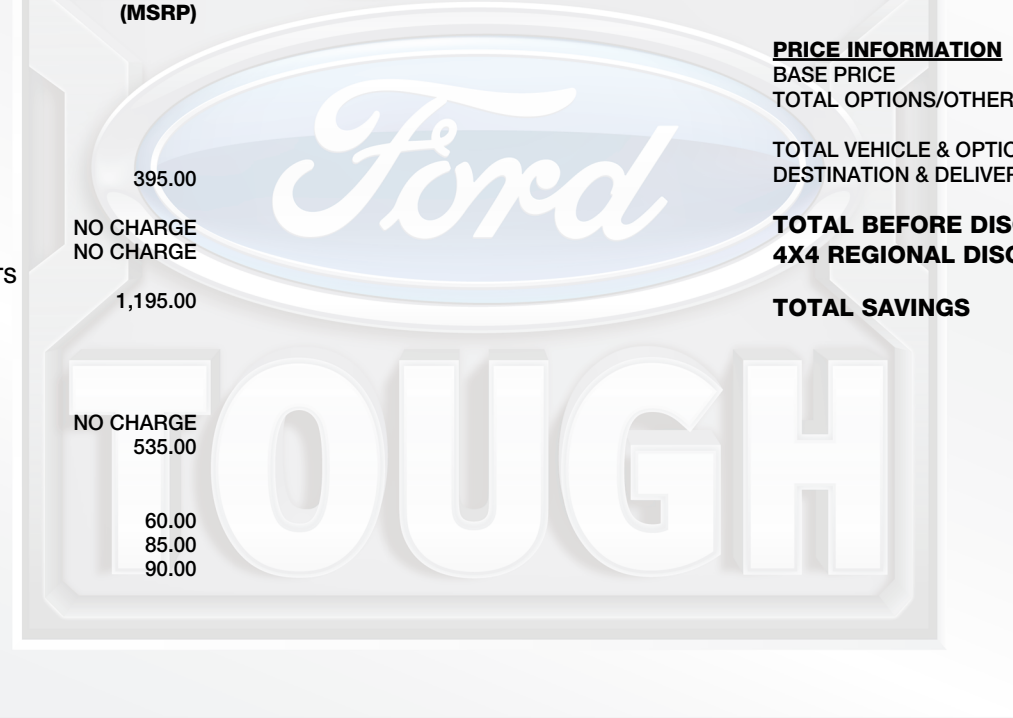 (MSRP)
395.00
NO CHARGE
NO CHARGE
TS
1,195.00
NO CHARGE
535.00
60.00
85.00
90.00
PRICE INFORMATION
BASE PRICE
TOTAL OPTIONS/OTHER
TOTAL VEHICLE & OPTIO
DESTINATION & DELIVER
TOTAL BEFORE DISC
4X4 REGIONAL DISC
TOTAL SAVINGS
Ford
TOUGH